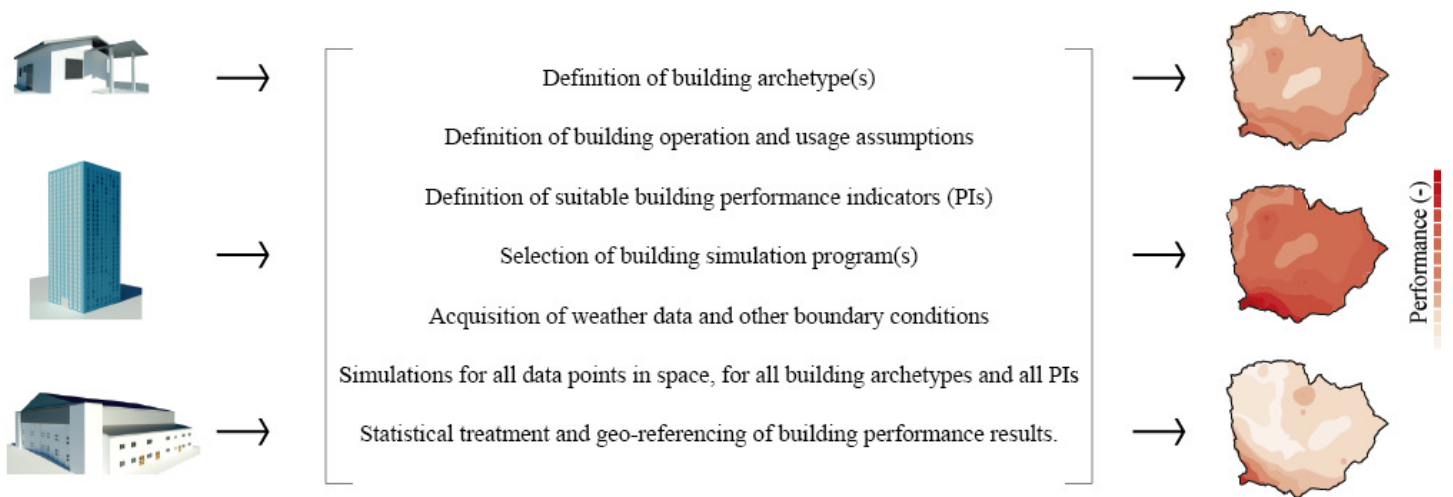 Definition of building archetype(s)
Definition of building operation and usage assumptions
Definition of suitable building performance indicators (PIs)
Selection of building simulation program(s)
Acquisition of weather data and other boundary conditions
Simulations for all data points in space, for all building archetypes and all PIs
Statistical treatment and geo-referencing of building performance results.
Performance (-)